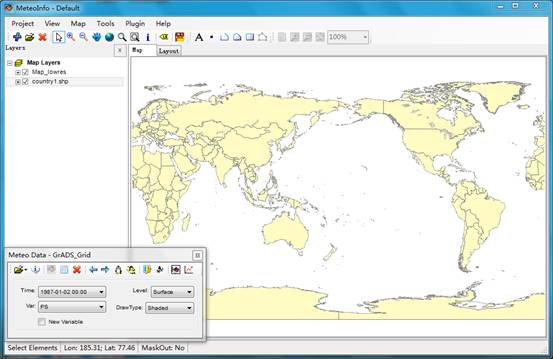 MeteoInfo - Default
Project View Map Tools Plugin Help
A 100%
Layers x Map Layout
Map Layers
Map_lowres
country1.shp
Meteo Data - GrADS_Grid
Time: 1987-01-02 00:00 Level: Surface
Var: PS DrawType: Shaded
New Variable
Select Elements Lon: 185.31; Lat: 77.46 MaskOut: No